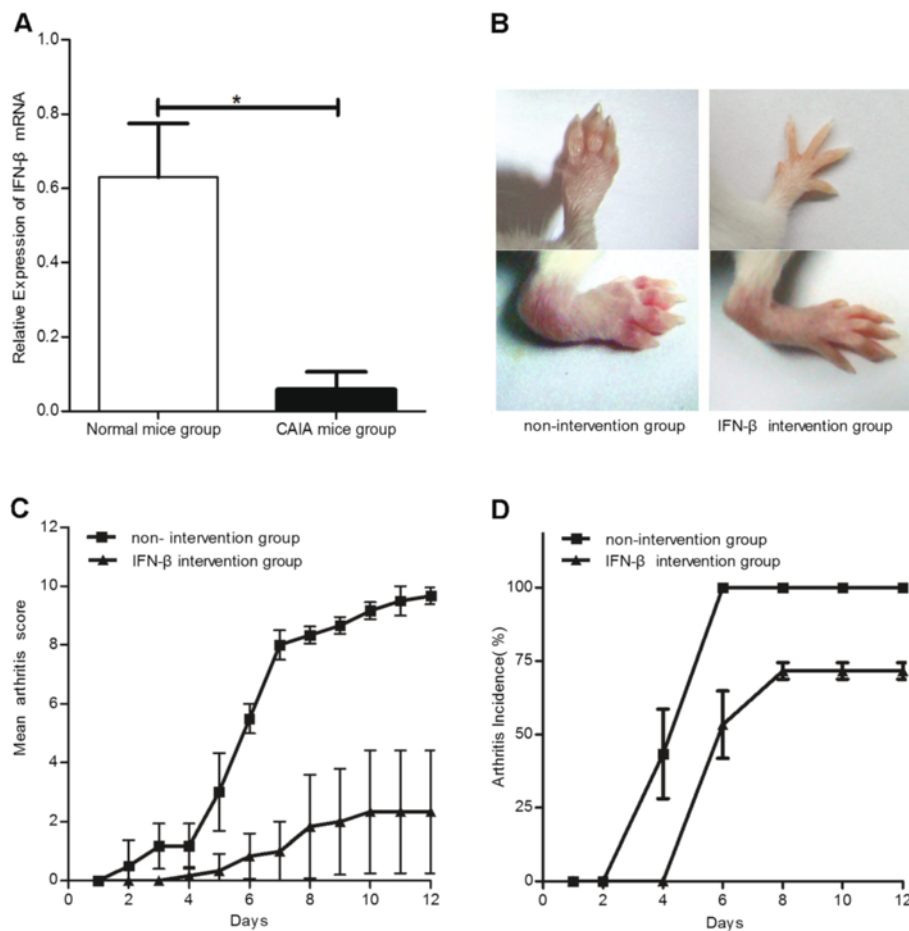 A
Relative Expression of IFN-β mRNA
1.0
0.8
0.6
0.4
0.2
0.0
*
Normal mice group
CAIA mice group
B
non-intervention group
IFN-β intervention group
C
non- intervention group
IFN-β intervention group
Mean arthritis score
12
10
8
6
4
2
0
0 2 4 6 8 10 12
Days
D
non-intervention group
IFN-β intervention group
Arthritis Incidence( %)
100
75
50
25
0
0 2 4 6 8 10 12
Days